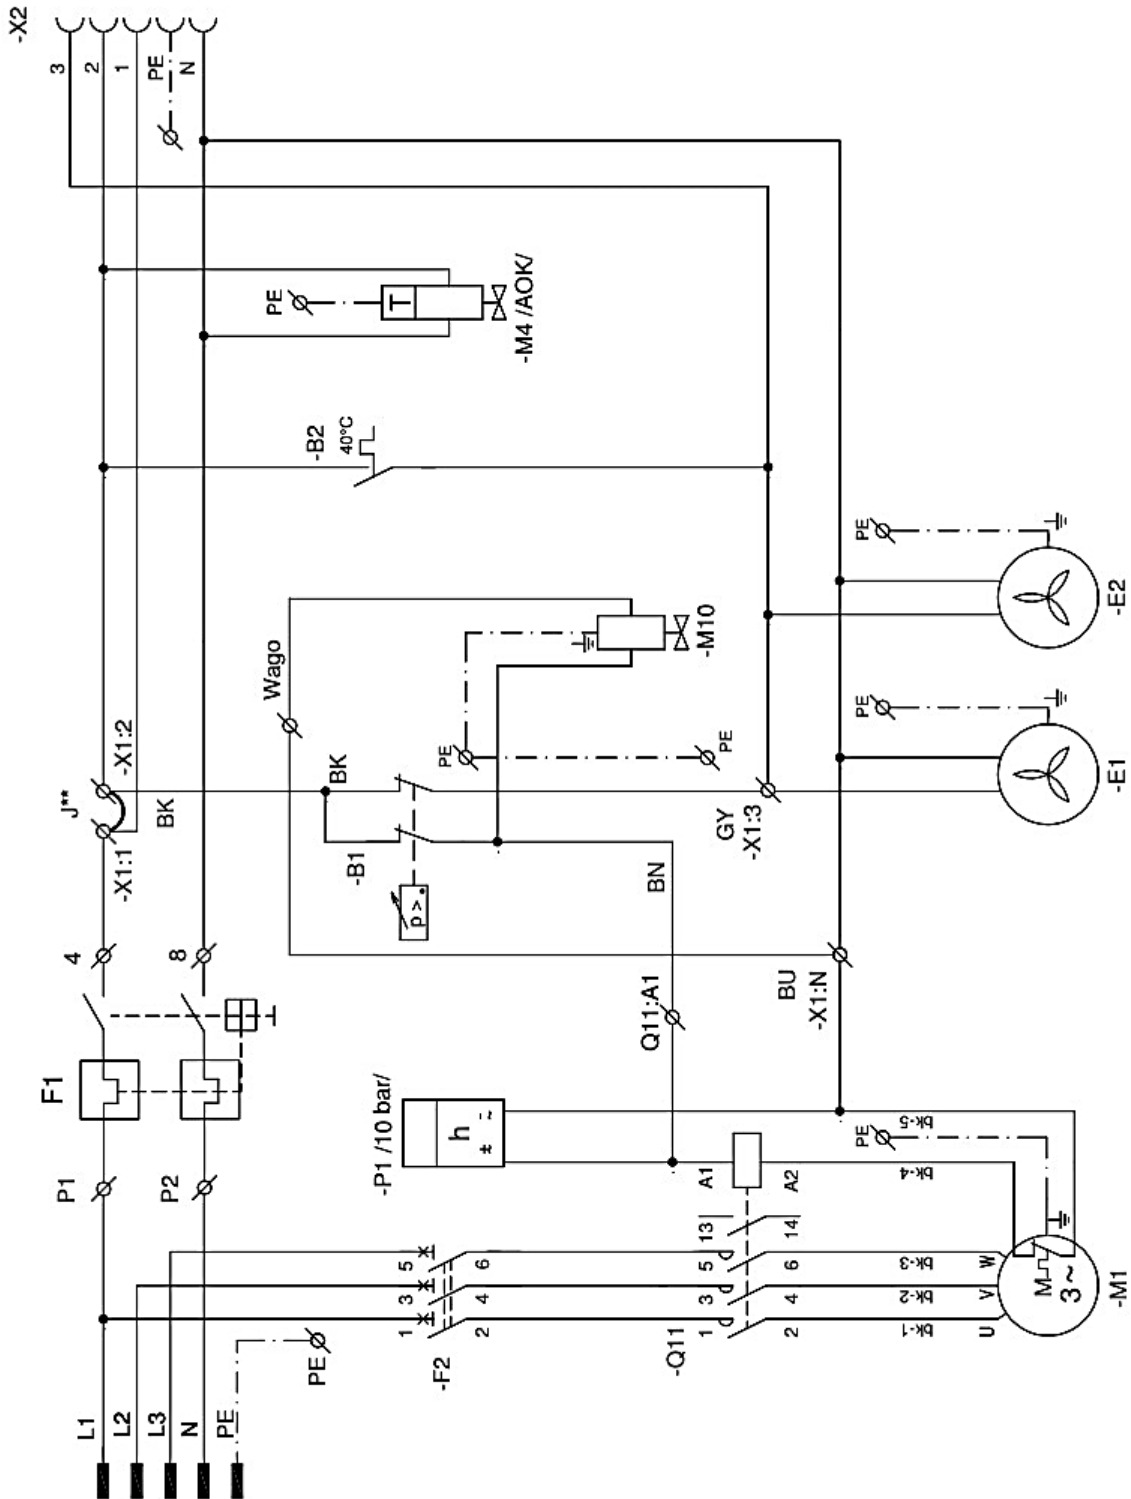 -X2
3
2
1
PE
N
PE
-M4 /AOK/
T
-B2
40°C
Wago
-M10
PE
PE
PE
-E2
PE
-E1
J**
-X1:2
-X1:1
BK
BK
-B1
p >
GY
-X1:3
BN
4
8
BU
-X1:N
Q11:A1
F1
P1
P2
-P1 /10 bar/
h
A1
A2
bk-5
bk-4
PE
13
14
5
6
5
6
bk-3
W
3
4
3
4
bk-2
V
1
2
1
2
bk-1
U
-F2
-Q11
M
3~
-M1
PE
L1
L2
L3
N
PE